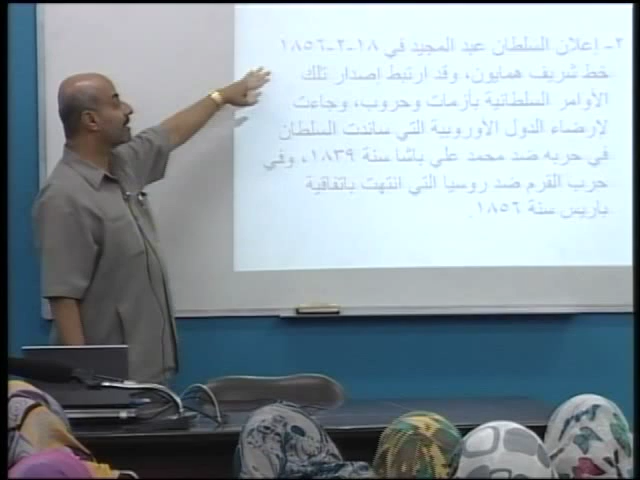 ٢- إعلان السلطان عبد المجيد في ١٨-٢-١٨٥٦
خط شريف همايون، وقد ارتبط إصدار تلك
الأوامر السلطانية بأزمات وحروب، وجاءت
لارضاء الدول الأوروبية التي ساندت السلطان
في حربه ضد محمد علي باشا سنة ١٨٣٩، وفي
حرب القرم ضد روسيا التي انتهت باتفاقية
باريس سنة ١٨٥٦